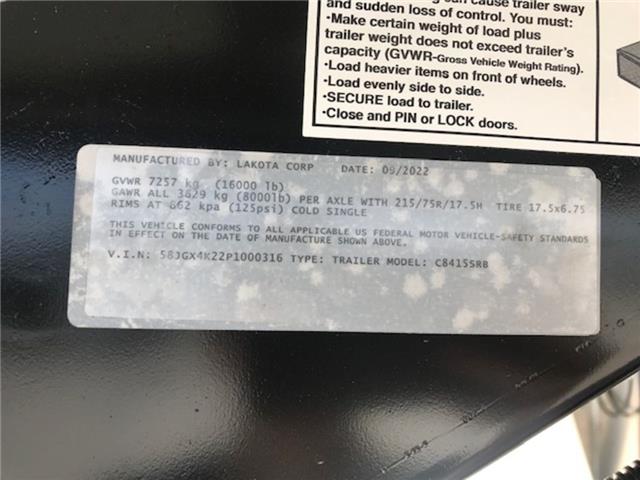 can cause trailer sway
and sudden loss of control. You must:
•Make certain weight of load plus
trailer weight does not exceed trailer's
capacity (GVWR-Gross Vehicle Weight Rating).
•Load heavier items on front of wheels.
•Load evenly side to side.
•SECURE load to trailer.
•Close and PIN or LOCK doors.
MANUFACTURED BY: LAKOTA CORP DATE: 09/2022
GVWR 7257 kg (16000 lb)
GAWR ALL 3629 kg (8000lb) PER AXLE WITH 215/75R/17.5H TIRE 17.5x6.75
RIMS AT 862 kpa (125psi) COLD SINGLE
THIS VEHICLE CONFORMS TO ALL APPLICABLE US FEDERAL MOTOR VEHICLE-SAFETY STANDARDS
IN EFFECT ON THE DATE OF MANUFACTURE SHOWN ABOVE.
V.I.N: 58JGX4K22P1000316 TYPE: TRAILER MODEL: C8415SRB